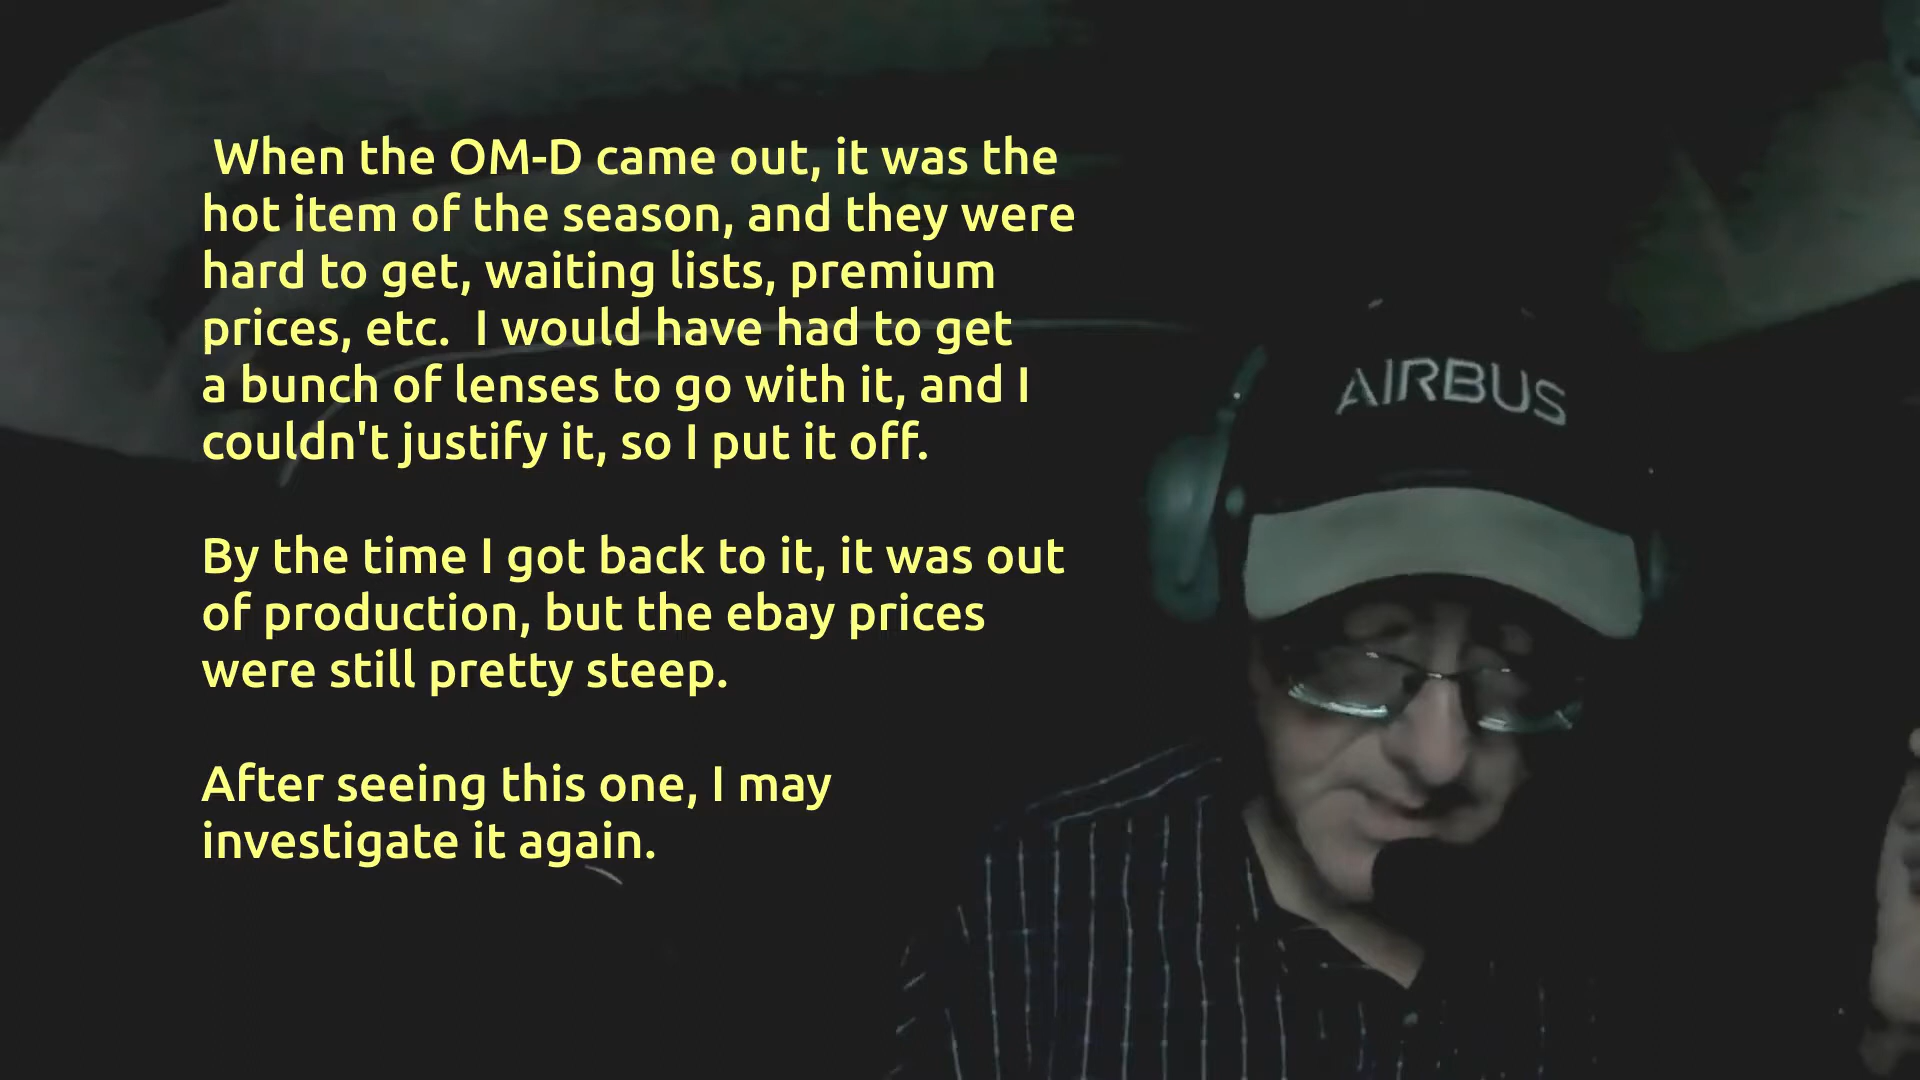 When the OM-D came out, it was the
hot item of the season, and they were
hard to get, waiting lists, premium
prices, etc.  I would have had to get
a bunch of lenses to go with it, and I
couldn't justify it, so I put it off.
By the time I got back to it, it was out
of production, but the ebay prices
were still pretty steep.
After seeing this one, I may
investigate it again.
AIRBUS